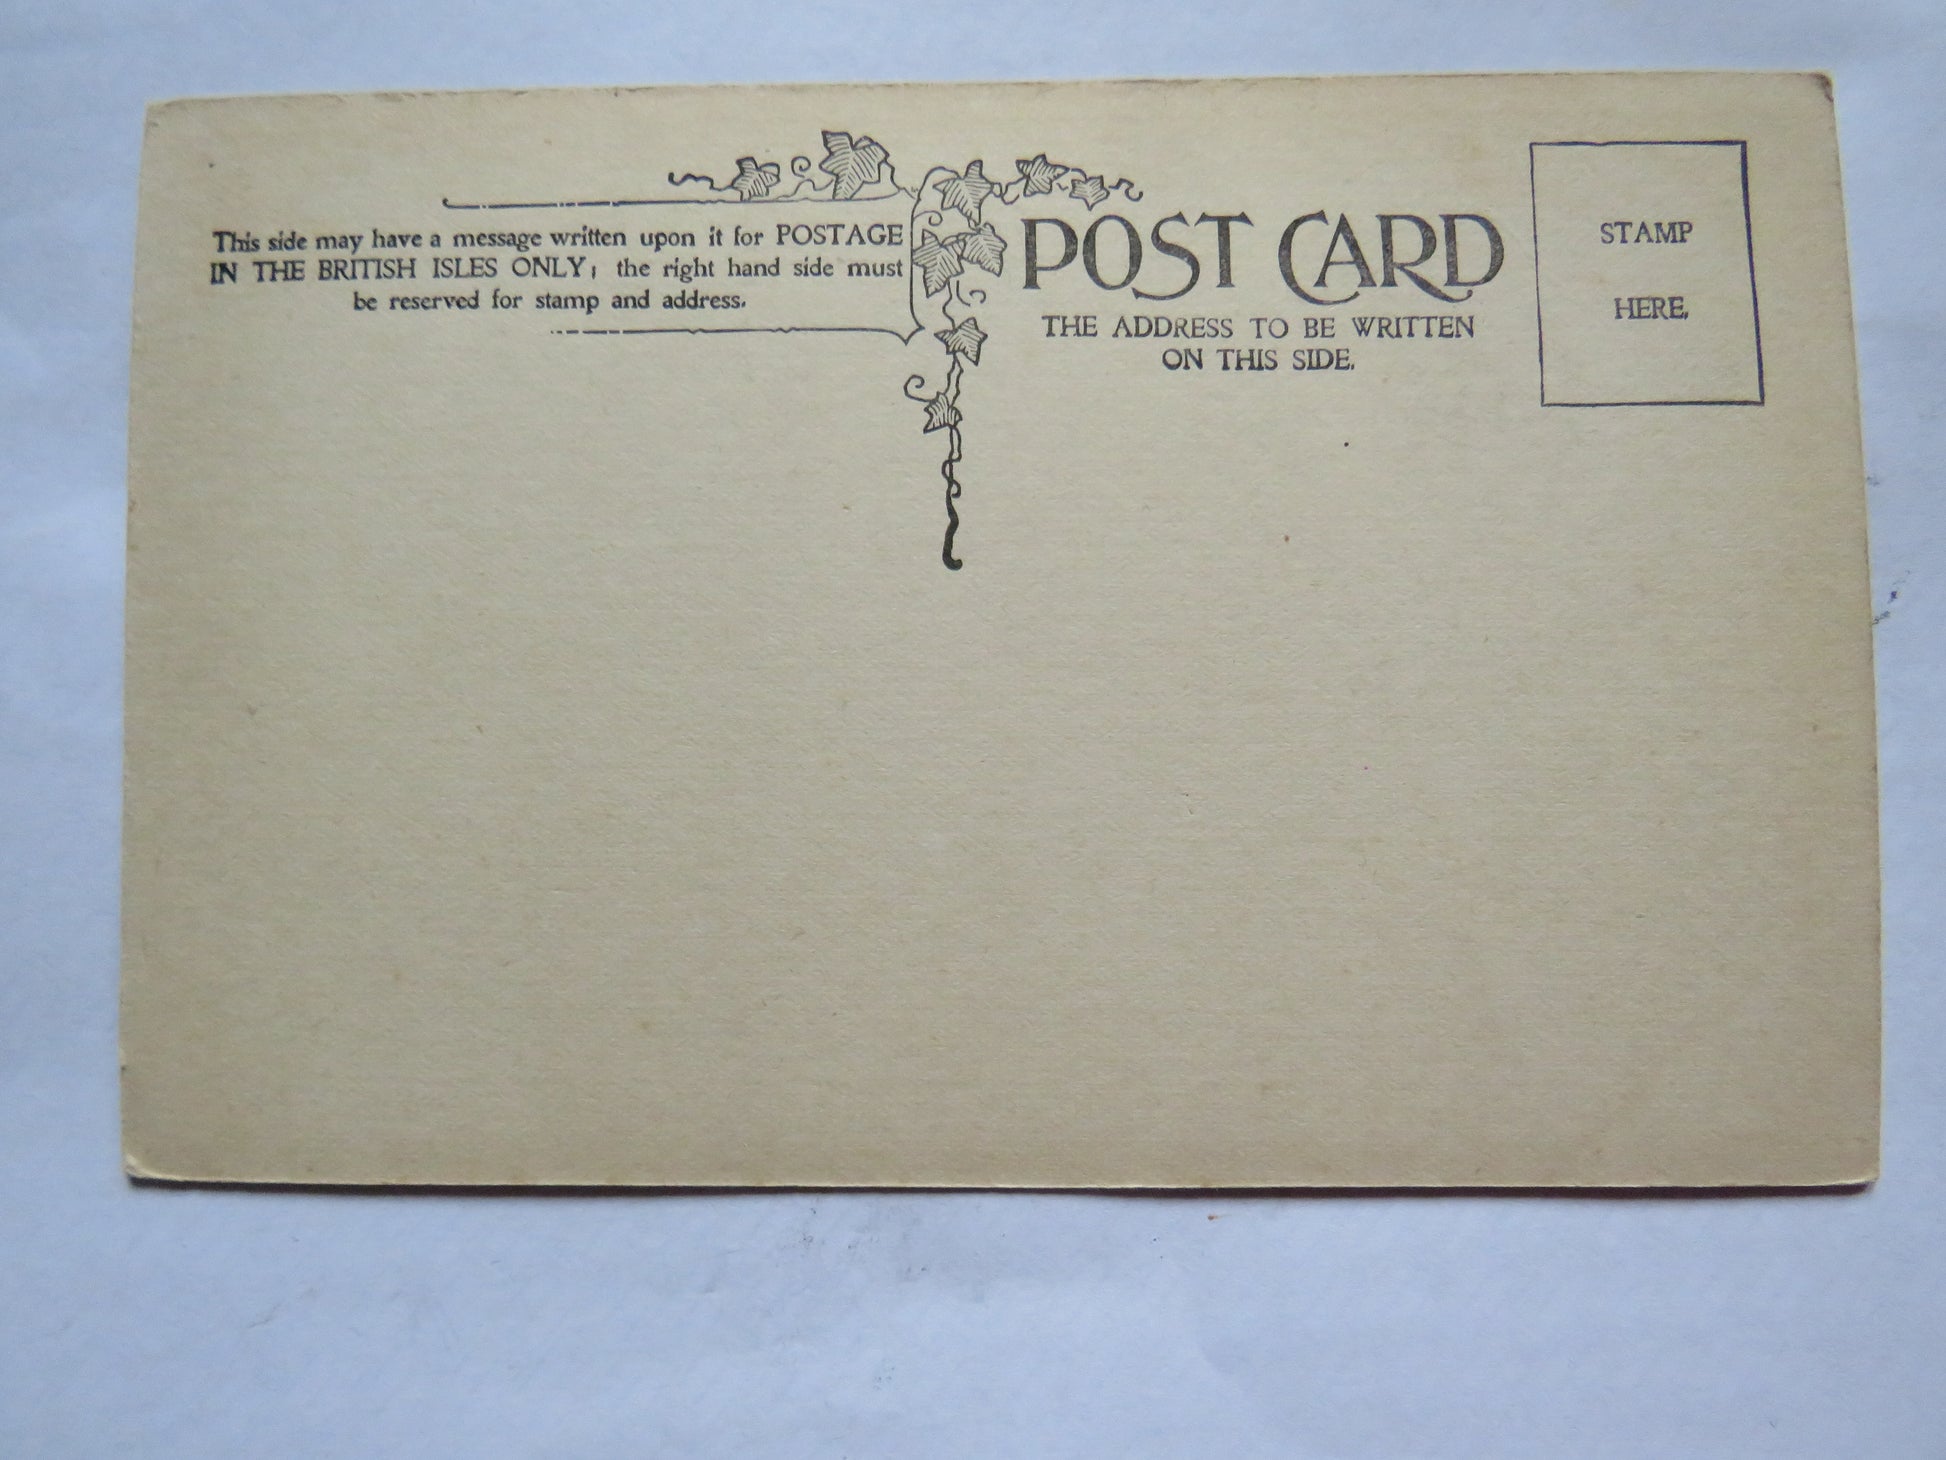 This side may have a message written upon it for POSTAGE
IN THE BRITISH ISLES ONLY; the right hand side must
be reserved for stamp and address.
POST CARD
THE ADDRESS TO BE WRITTEN
ON THIS SIDE.
STAMP
HERE.